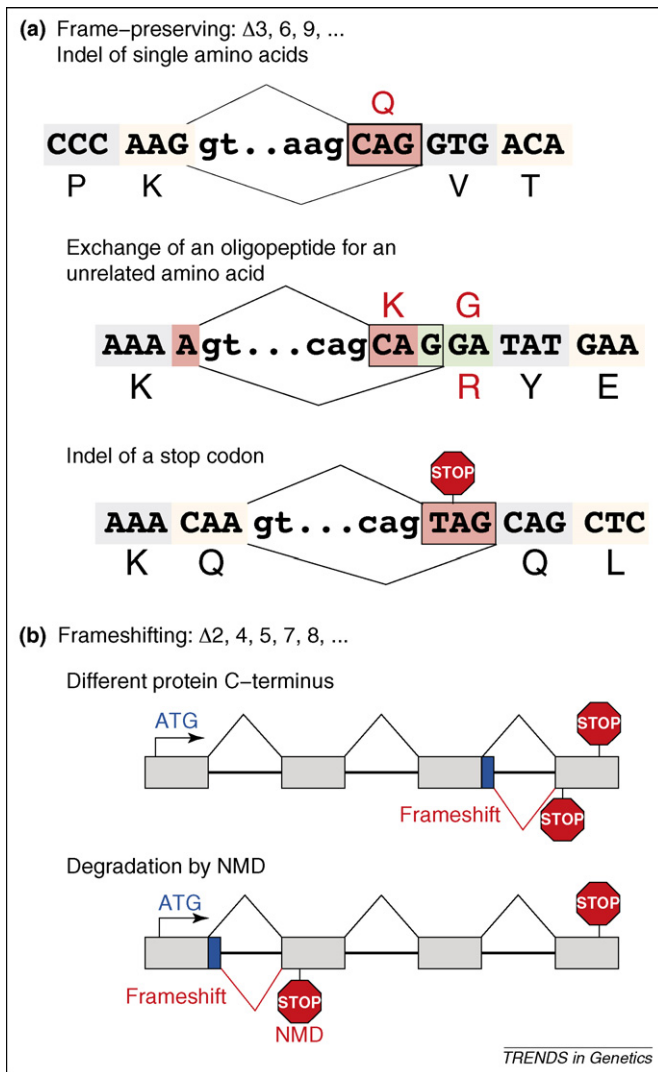 (a) Frame–preserving: Δ3, 6, 9, ...
Indel of single amino acids
Q
CCC AAG gt..aag CAG GTG ACA
P K V T
Exchange of an oligopeptide for an
unrelated amino acid
K G
AAA A gt...cag CA G GA TAT GAA
K R Y E
Indel of a stop codon
STOP
AAA CAA gt...cag TAG CAG CTC
K Q Q L
(b) Frameshifting: Δ2, 4, 5, 7, 8, ...
Different protein C–terminus
ATG
STOP
Frameshift
STOP
Degradation by NMD
ATG
STOP
Frameshift
STOP
NMD
TRENDS in Genetics